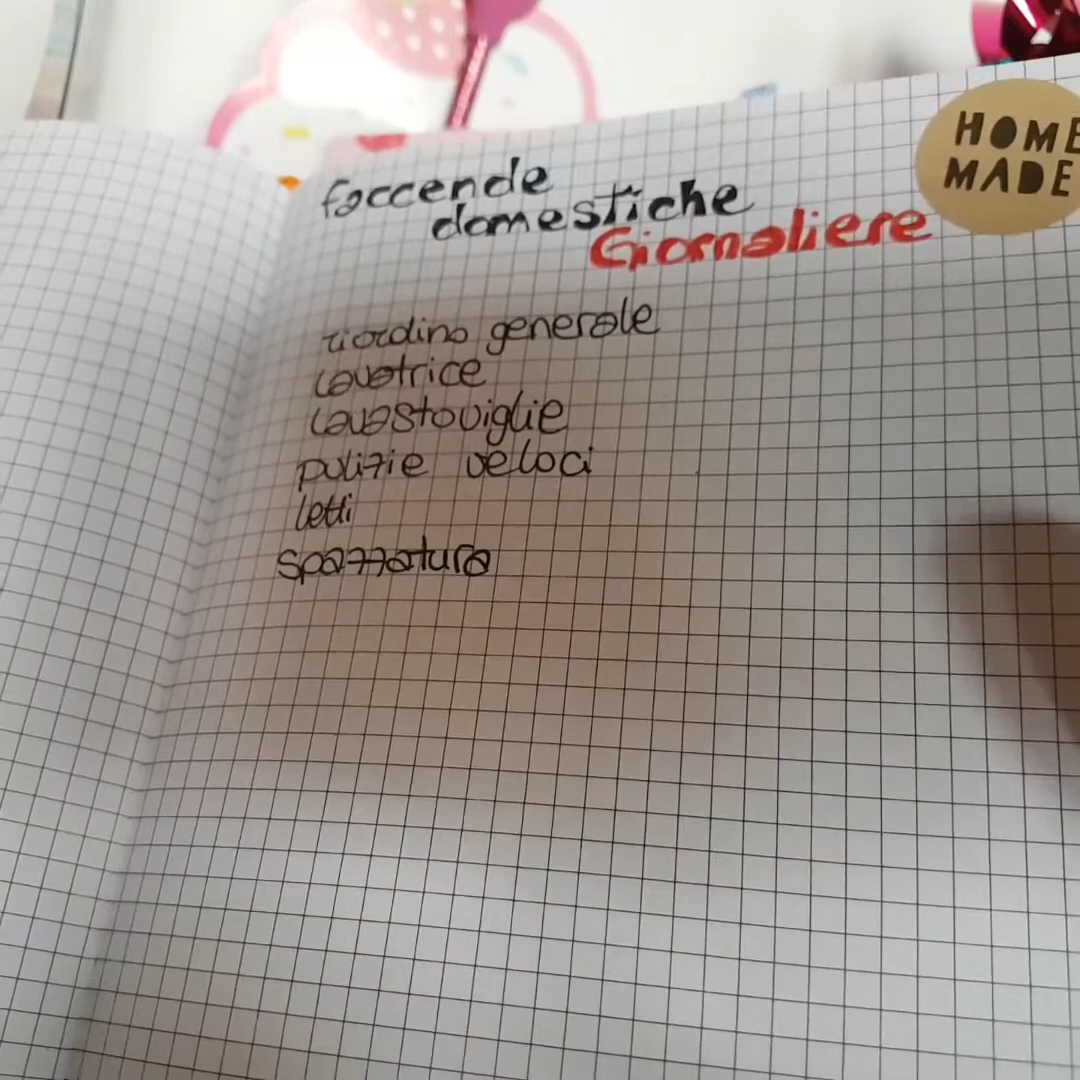 faccende
domestiche
Giornaliere
HOME
MADE
riordino generale
lavatrice
lavastoviglie
pulizie veloci
letti
spazzatura